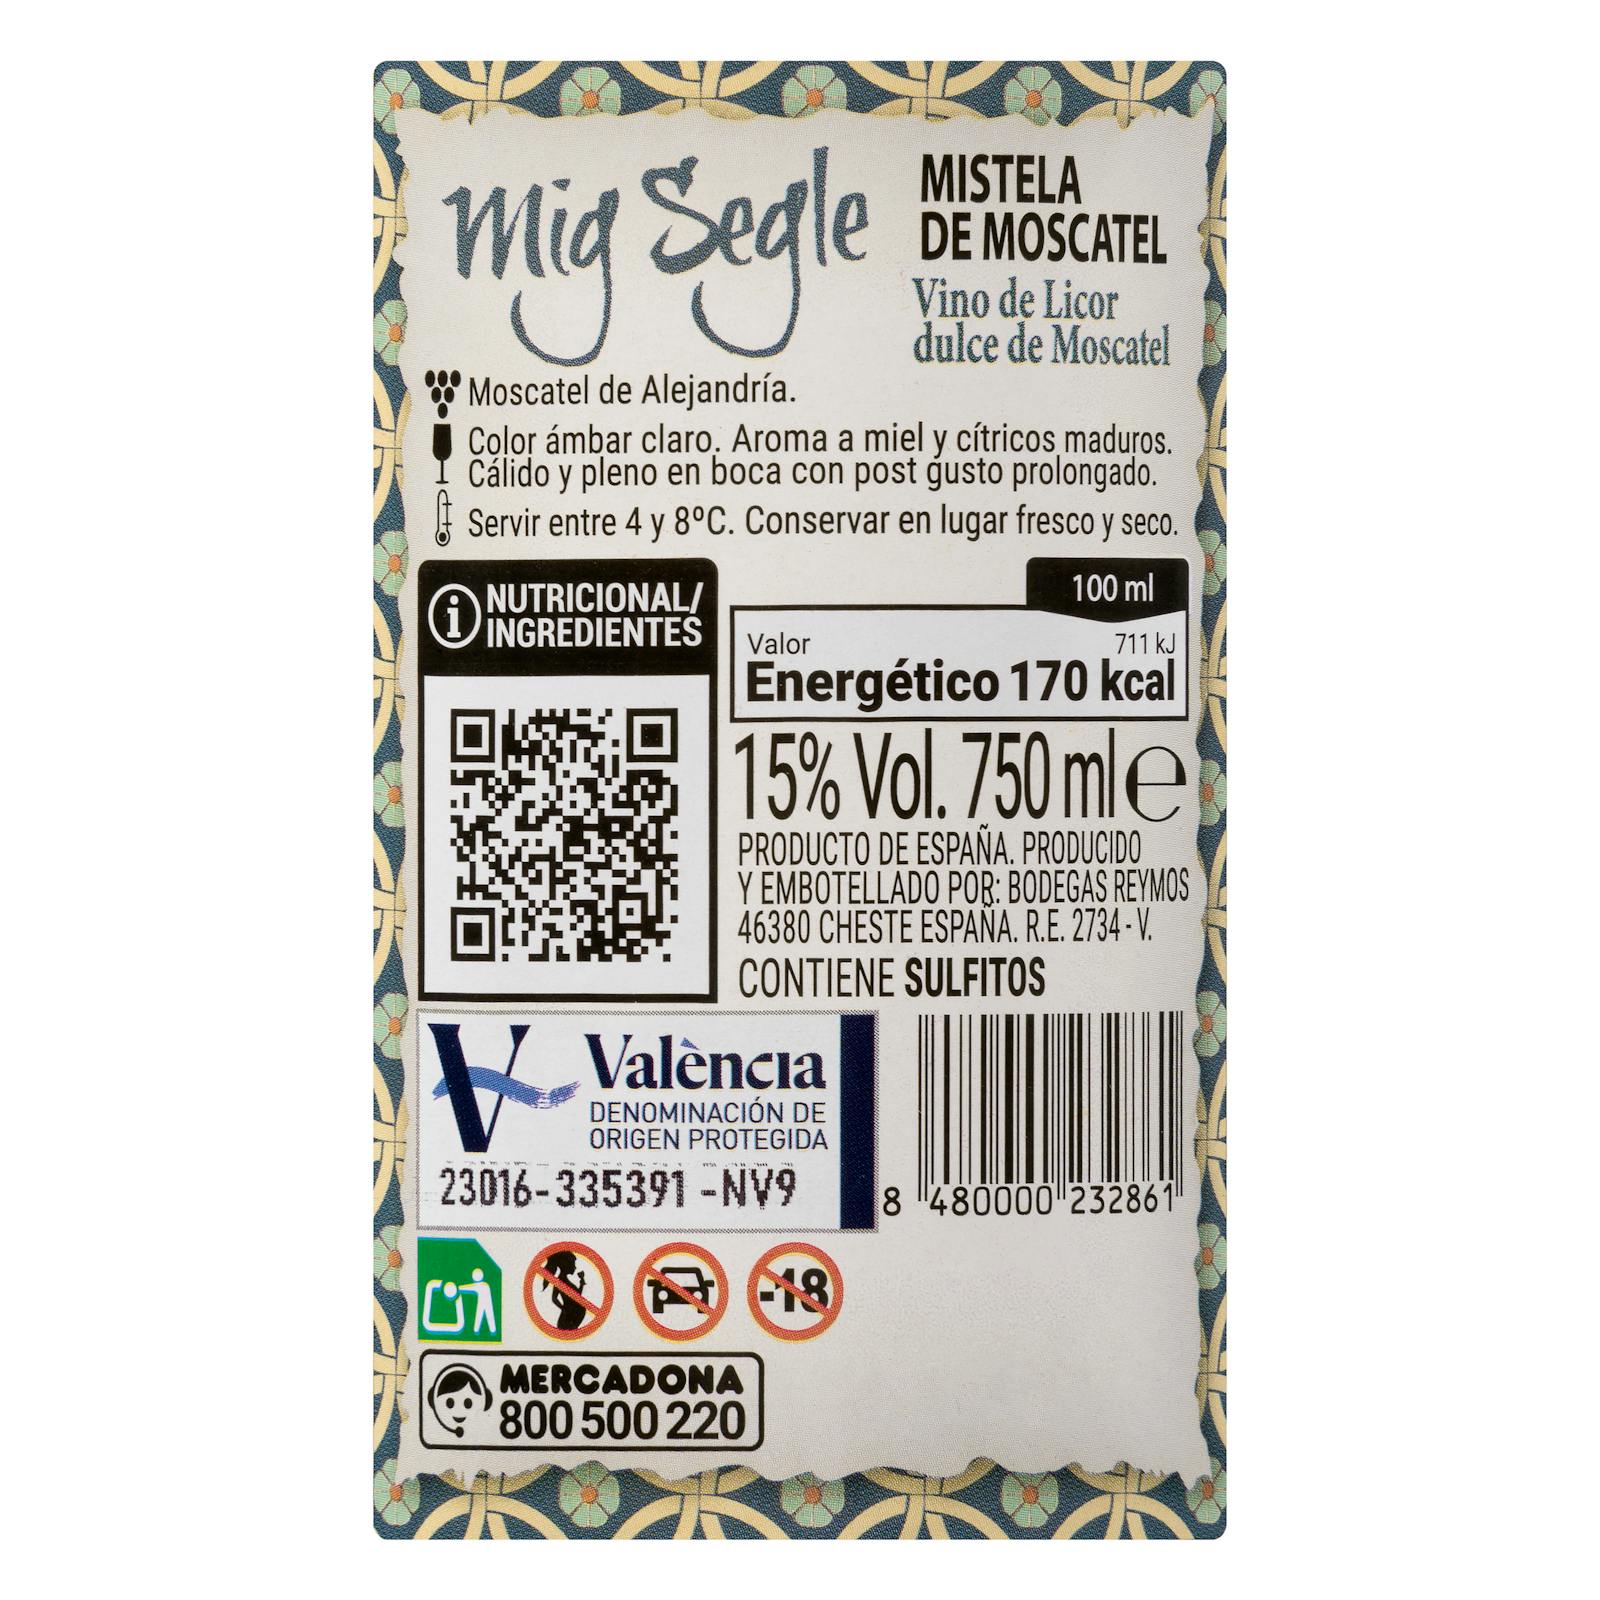 Mig Segle
MISTELA
DE MOSCATEL
Vino de Licor
dulce de Moscatel
Moscatel de Alejandría.
Color ámbar claro. Aroma a miel y cítricos maduros.
Cálido y pleno en boca con post gusto prolongado.
Servir entre 4 y 8ºC. Conservar en lugar fresco y seco.
i NUTRICIONAL/
INGREDIENTES
100 ml
Valor 711 kJ
Energético 170 kcal
15% Vol. 750 ml e
PRODUCTO DE ESPAÑA. PRODUCIDO
Y EMBOTELLADO POR: BODEGAS REYMOS
46380 CHESTE ESPAÑA. R.E. 2734 - V.
CONTIENE SULFITOS
V València
DENOMINACIÓN DE
ORIGEN PROTEGIDA
23016-335391 -NV9
8 480000 232861
-18
MERCADONA
800 500 220